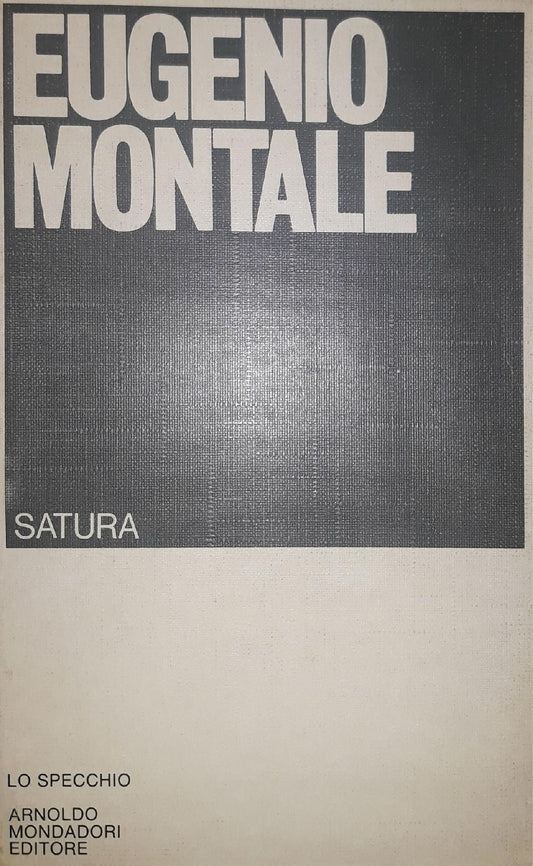 EUGENIO
MONTALE
SATURA
LO SPECCHIO
ARNOLDO
MONDADORI
EDITORE